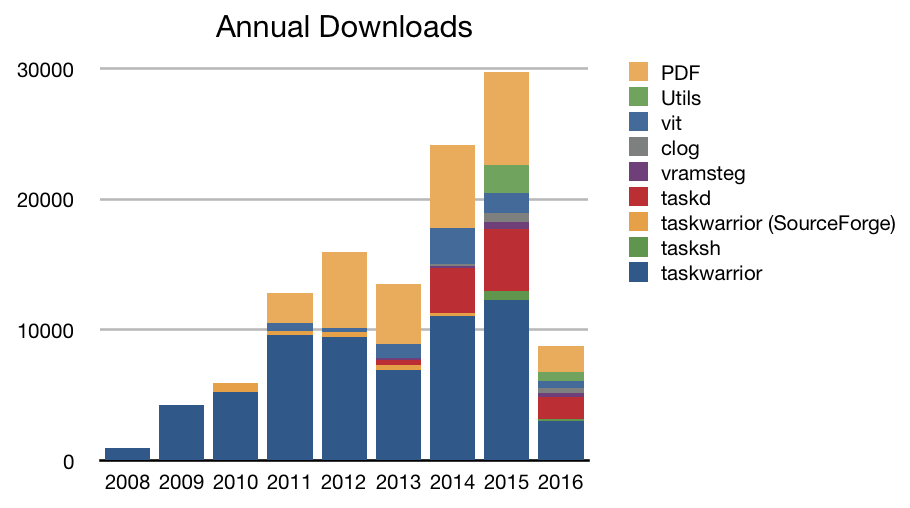 Annual Downloads
30000
20000
10000
0
2008 2009 2010 2011 2012 2013 2014 2015 2016
PDF
Utils
vit
clog
vramsteg
taskd
taskwarrior (SourceForge)
tasksh
taskwarrior